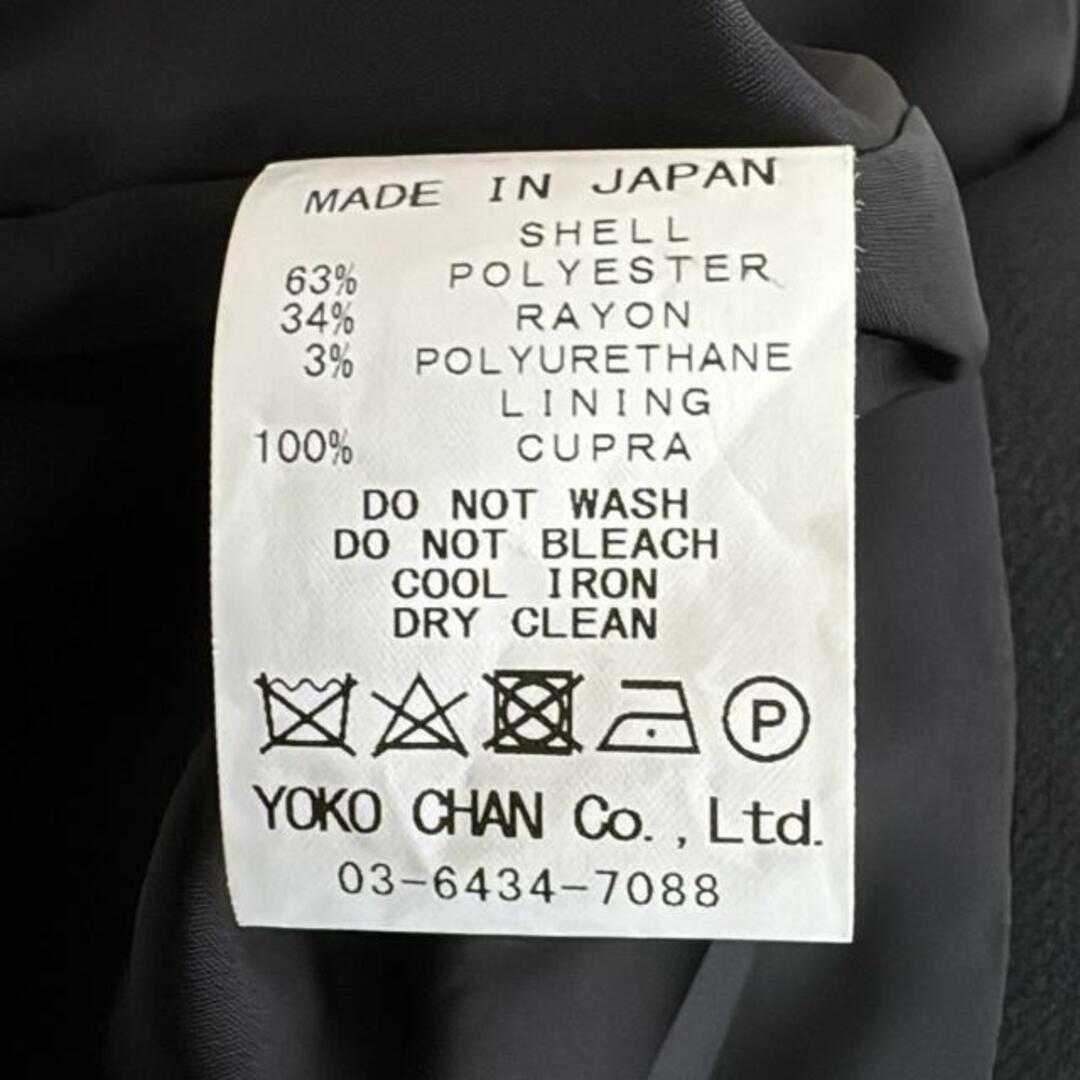 MADE IN JAPAN
SHELL
63% POLYESTER
34% RAYON
3% POLYURETHANE
LINING
100% CUPRA
DO NOT WASH
DO NOT BLEACH
COOL IRON
DRY CLEAN
P
YOKO CHAN Co., Ltd.
03-6434-7088